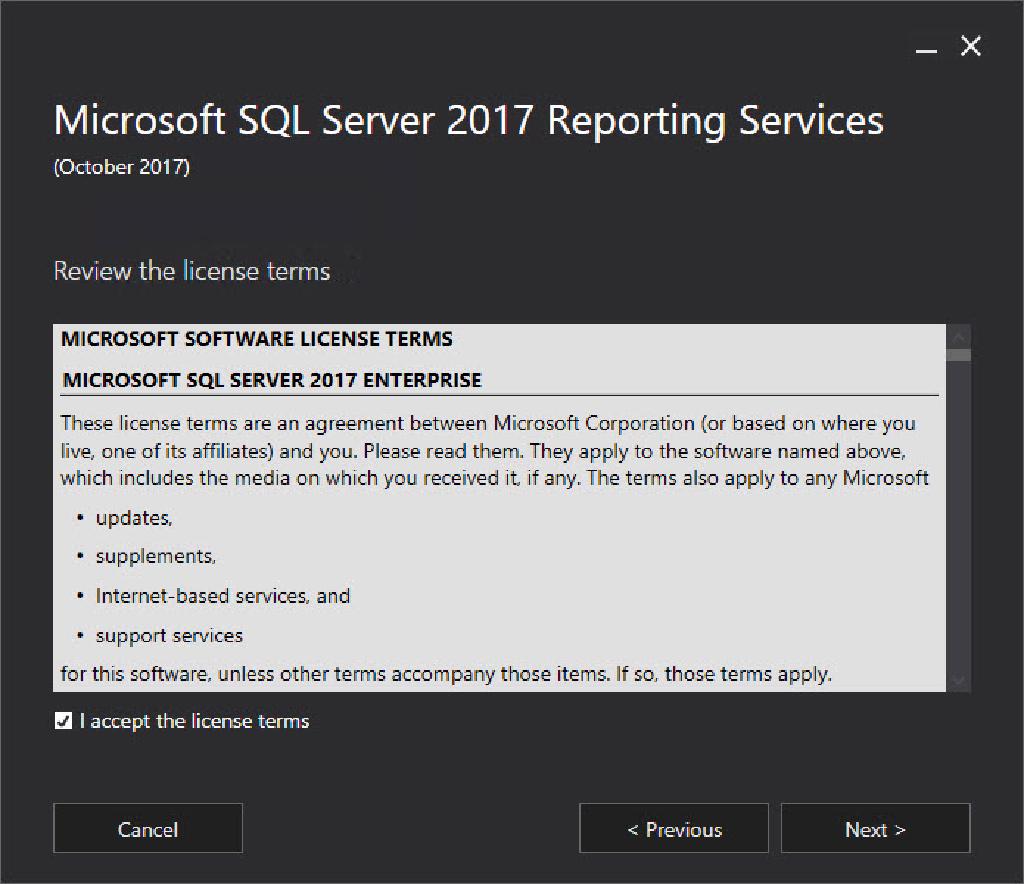 Microsoft SQL Server 2017 Reporting Services
(October 2017)
Review the license terms
MICROSOFT SOFTWARE LICENSE TERMS
MICROSOFT SQL SERVER 2017 ENTERPRISE
These license terms are an agreement between Microsoft Corporation (or based on where you
live, one of its affiliates) and you. Please read them. They apply to the software named above,
which includes the media on which you received it, if any. The terms also apply to any Microsoft
• updates,
• supplements,
• Internet-based services, and
• support services
for this software, unless other terms accompany those items. If so, those terms apply.
I accept the license terms
Cancel
< Previous
Next >